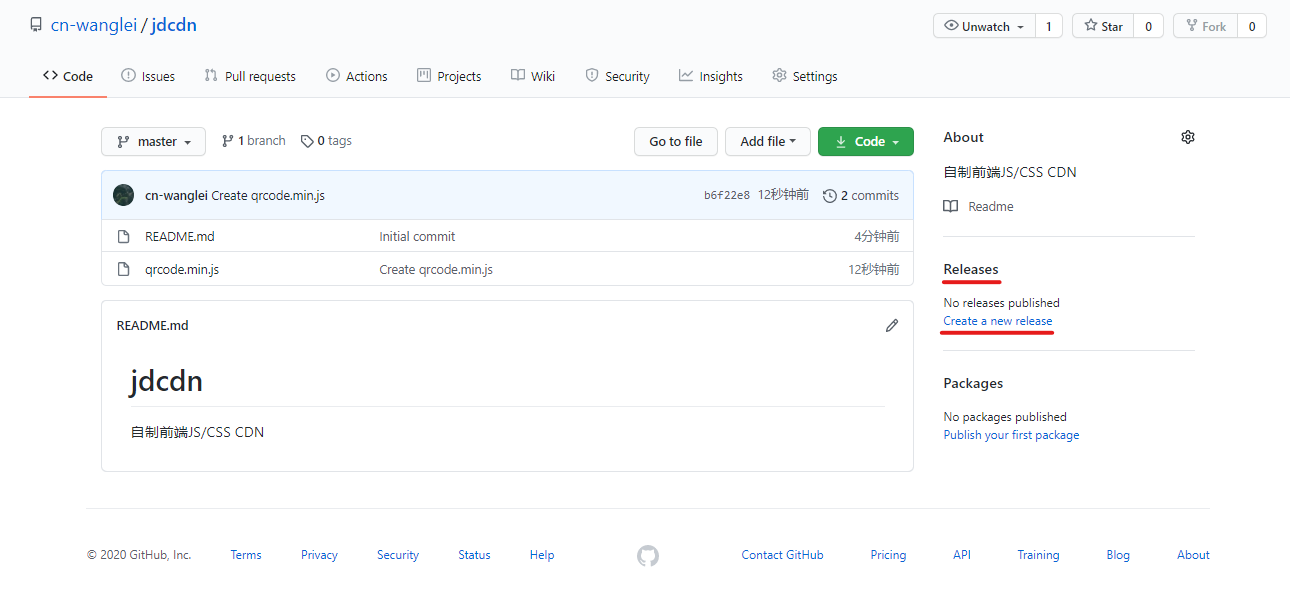 cn-wanglei / jdcdn
Unwatch 1 Star 0 Fork 0
Code Issues Pull requests Actions Projects Wiki Security Insights Settings
master 1 branch 0 tags Go to file Add file Code
cn-wanglei Create qrcode.min.js b6f22e8 12秒钟前 2 commits
README.md Initial commit 4分钟前
qrcode.min.js Create qrcode.min.js 12秒钟前
README.md
jdcdn
自制前端JS/CSS CDN
About
自制前端JS/CSS CDN
Readme
Releases
No releases published
Create a new release
Packages
No packages published
Publish your first package
© 2020 GitHub, Inc. Terms Privacy Security Status Help Contact GitHub Pricing API Training Blog About